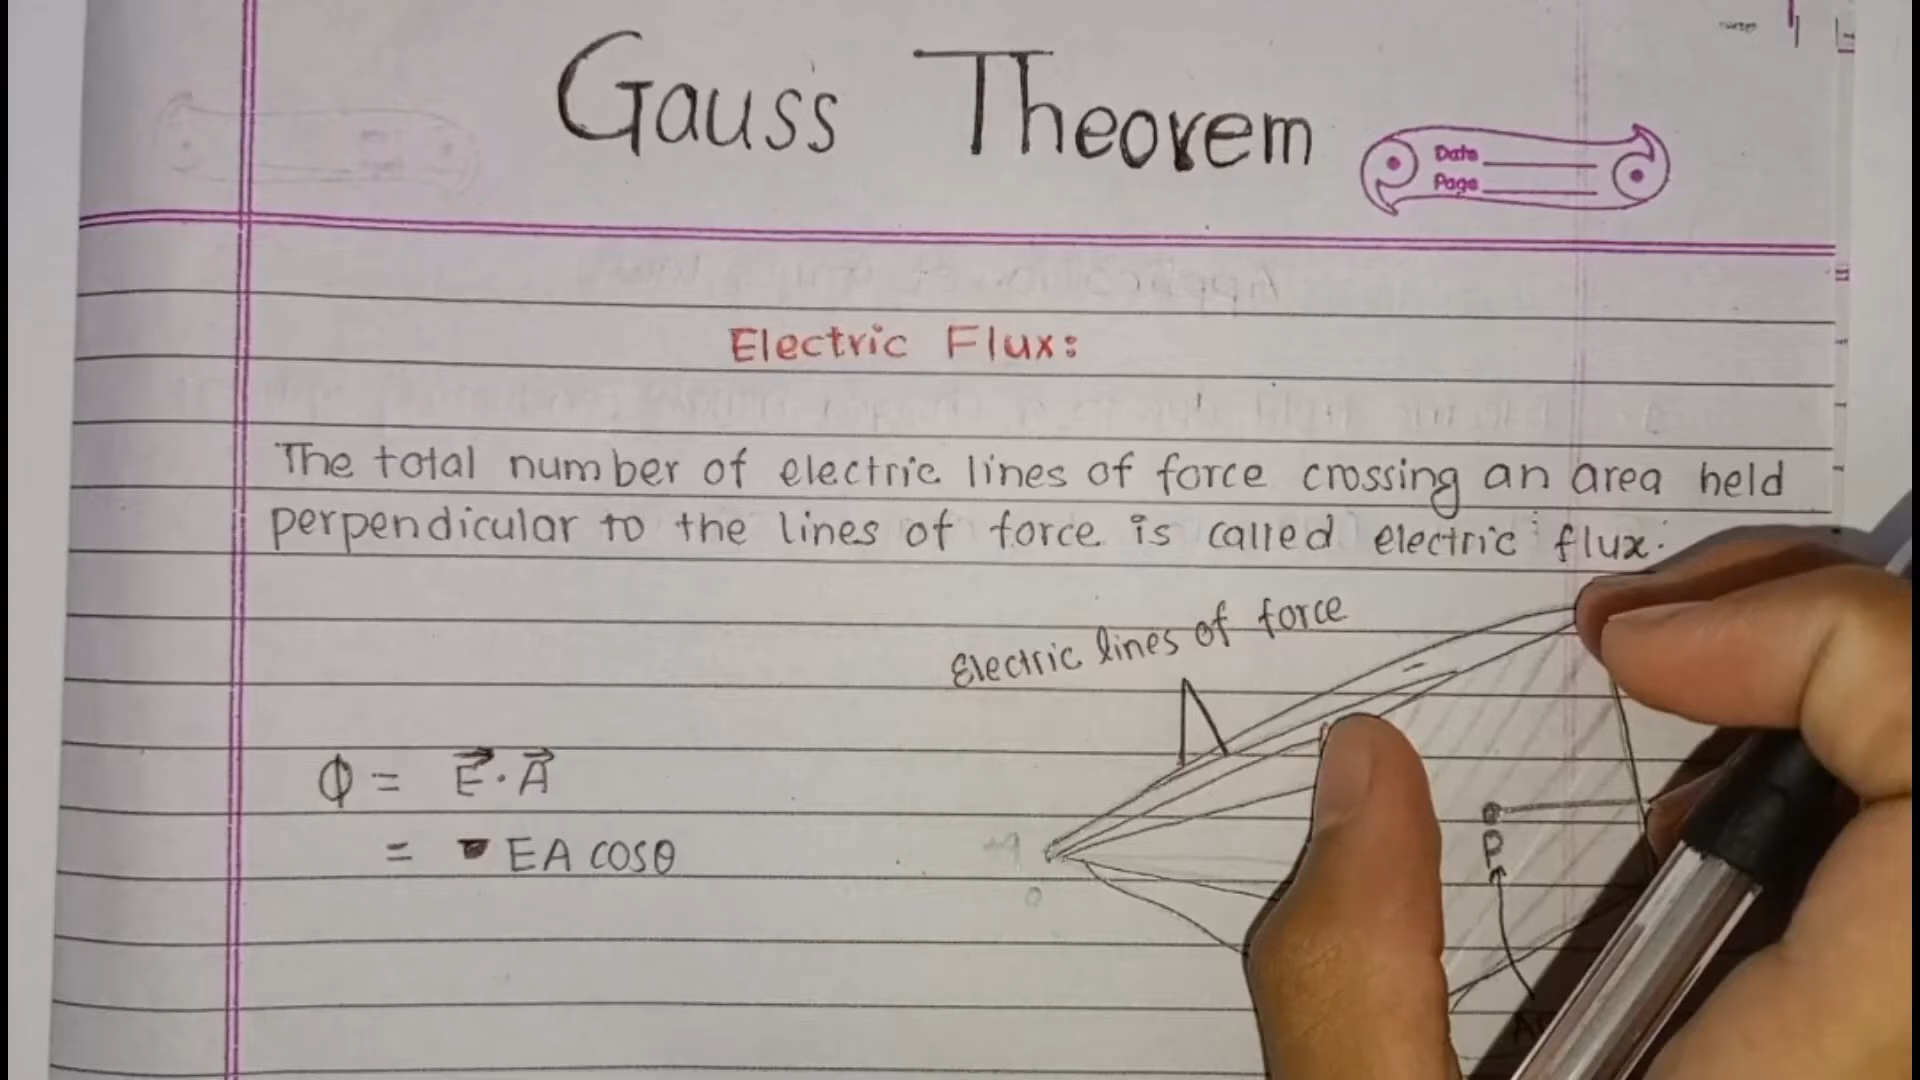 Gauss Theorem
Date
Page
Electric Flux:
The total number of electric lines of force crossing an area held
perpendicular to the lines of force is called electric flux.
Electric lines of force
Φ = E⃗ · A⃗
= EA cosθ
P